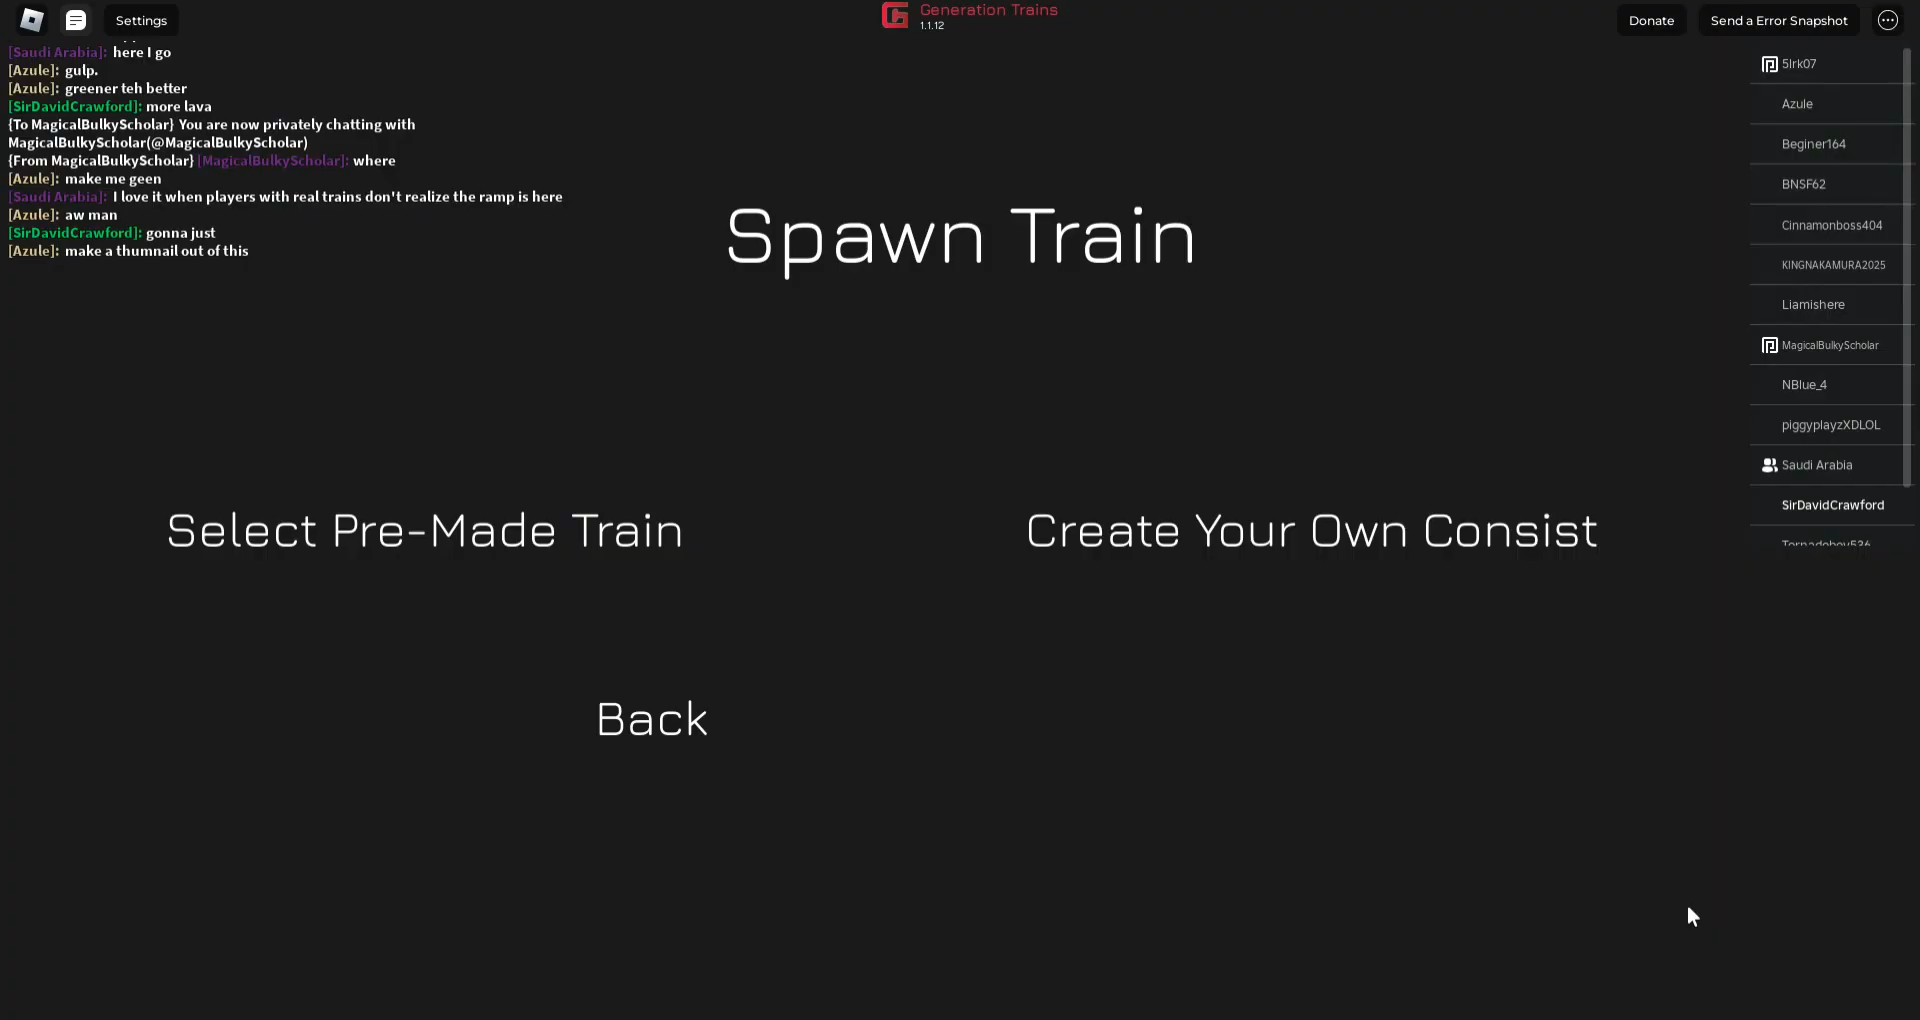 Settings
Generation Trains
1.1.12
Donate
Send a Error Snapshot
[Saudi Arabia]: here I go
[Azule]: gulp.
[Azule]: greener teh better
[SirDavidCrawford]: more lava
{To MagicalBulkyScholar} You are now privately chatting with
MagicalBulkyScholar(@MagicalBulkyScholar)
{From MagicalBulkyScholar} [MagicalBulkyScholar]: where
[Azule]: make me geen
[Saudi Arabia]: I love it when players with real trains don't realize the ramp is here
[Azule]: aw man
[SirDavidCrawford]: gonna just
[Azule]: make a thumnail out of this
5lrk07
Azule
Beginer164
BNSF62
Cinnamonboss404
KINGNAKAMURA2025
Liamishere
MagicalBulkyScholar
NBlue_4
piggyplayzXDLOL
Saudi Arabia
SirDavidCrawford
Spawn Train
Select Pre-Made Train
Create Your Own Consist
Back